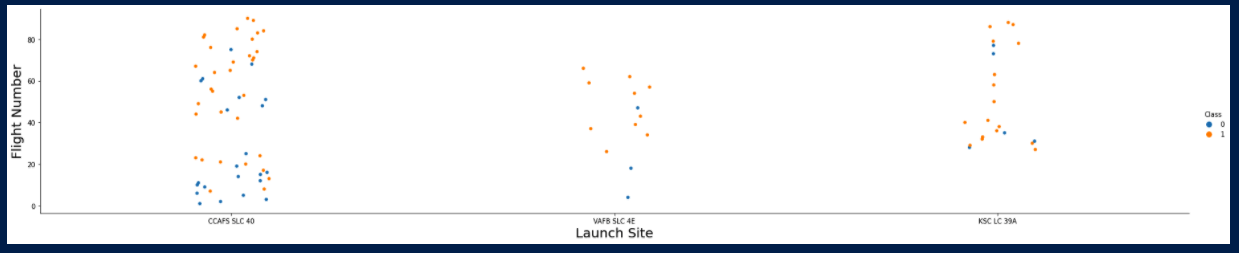 Flight Number
80
60
40
20
0
CCAFS SLC 40
VAFB SLC 4E
KSC LC 39A
Launch Site
Class
0
1